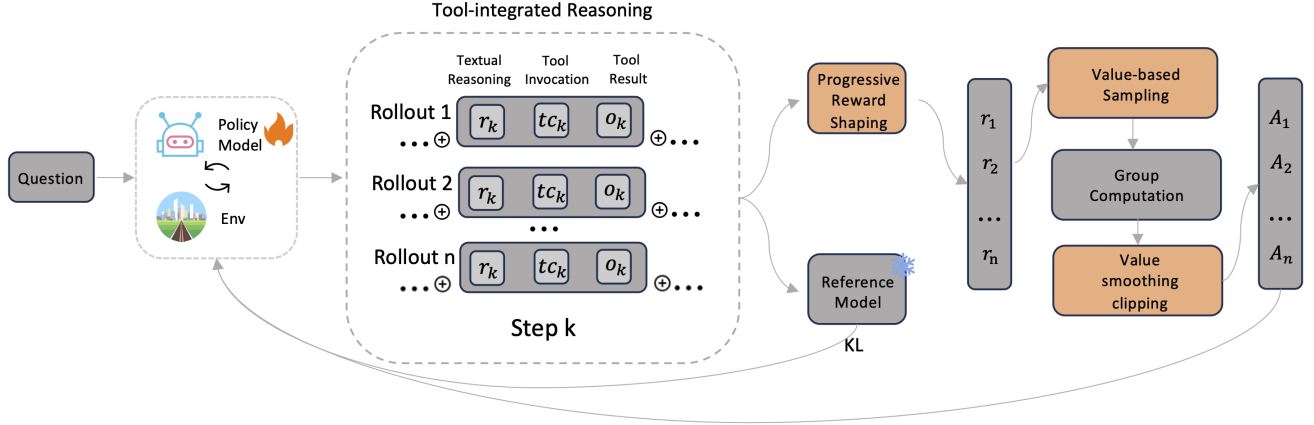 Tool-integrated Reasoning
Question
Policy
Model
Env
Textual
Reasoning
Tool
Invocation
Tool
Result
Rollout 1
r_k
tc_k
o_k
...⊕
⊕...
Rollout 2
r_k
tc_k
o_k
...⊕
⊕...
...
Rollout n
r_k
tc_k
o_k
...⊕
⊕...
Step k
Progressive
Reward
Shaping
Reference
Model
KL
r_1
r_2
...
r_n
Value-based
Sampling
Group
Computation
Value
smoothing
clipping
A_1
A_2
...
A_n